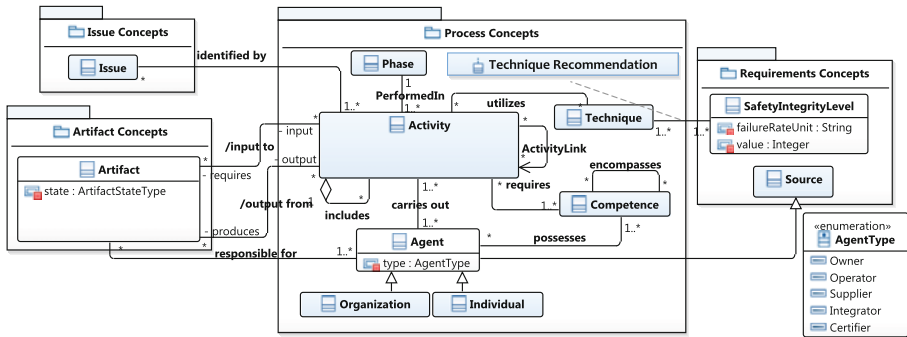 Issue Concepts
Issue
*
identified by
1..*
Process Concepts
Phase
1
PerformedIn
1..*
Technique Recommendation
Requirements Concepts
SafetyIntegrityLevel
failureRateUnit : String
value : Integer
1..*
Source
Artifact Concepts
Artifact
state : ArtifactStateType
*
- requires
- produces
*
*
/input to
*
- input
- output
*
/output from
Activity
*
utilizes
*
Technique
1..*
*
ActivityLink
*
1
includes
*
carries out
1..*
1..*
requires
*
1..*
encompasses
*
*
Competence
1..*
possesses
*
responsible for
1..*
Agent
type : AgentType
Organization
Individual
«enumeration»
AgentType
Owner
Operator
Supplier
Integrator
Certifier